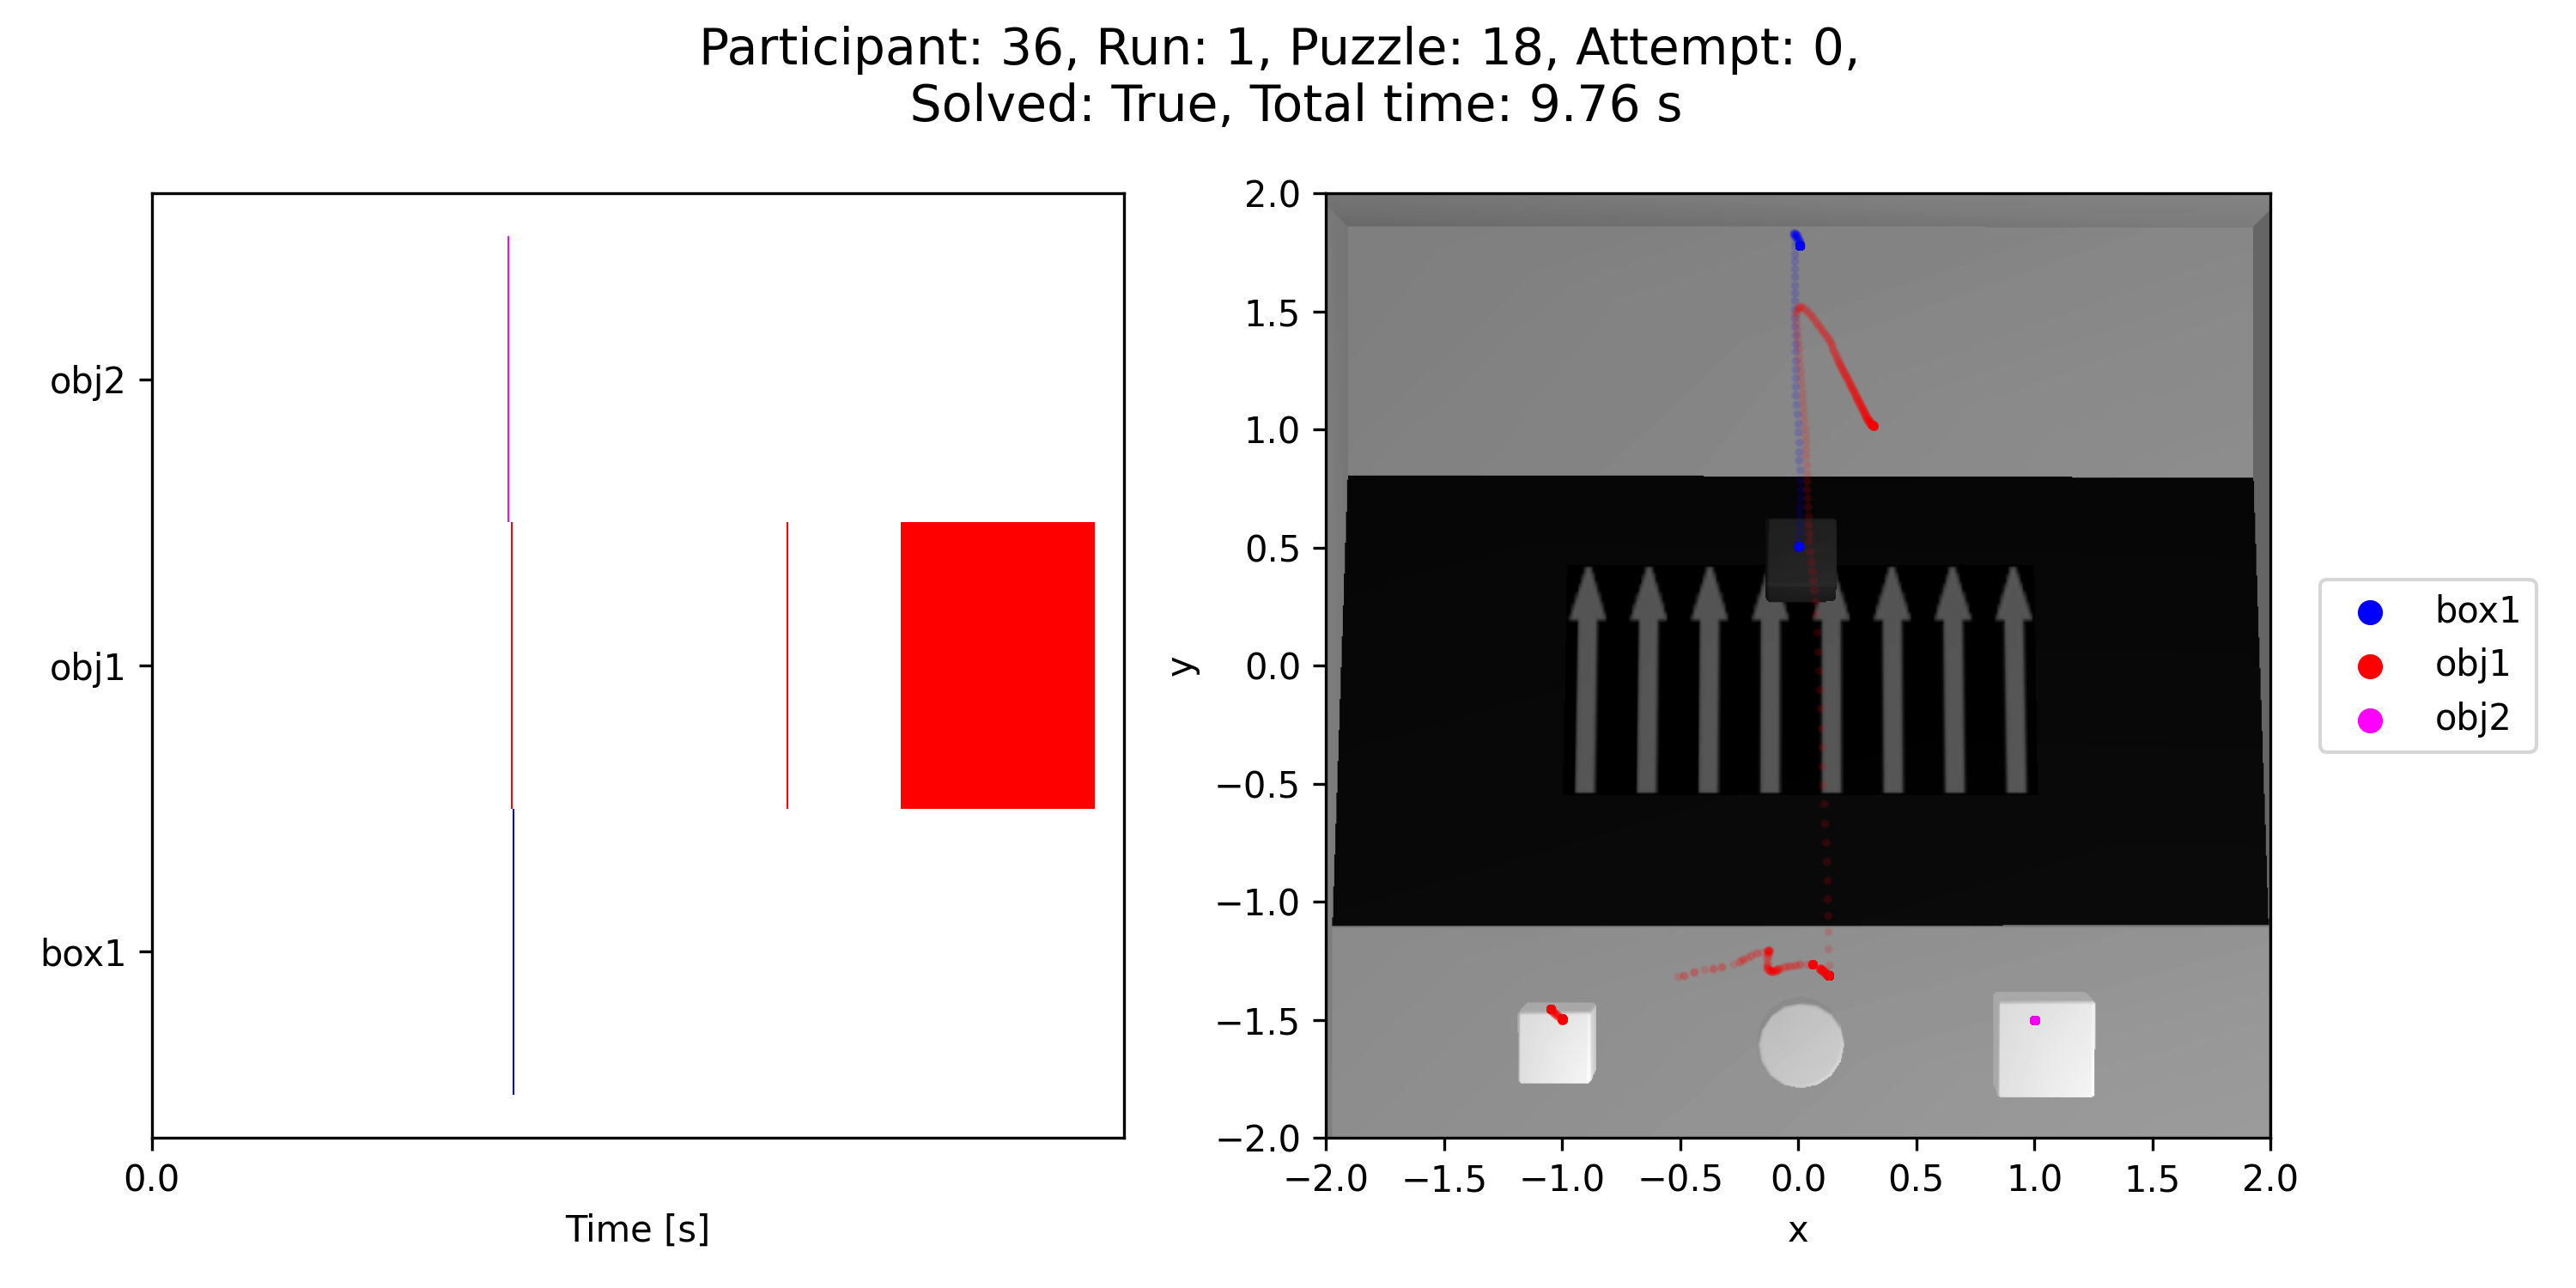 Participant: 36, Run: 1, Puzzle: 18, Attempt: 0,
Solved: True, Total time: 9.76 s
obj2
obj1
box1
0.0
Time [s]
y
2.0
1.5
1.0
0.5
0.0
−0.5
−1.0
−1.5
−2.0
−2.0 −1.5 −1.0 −0.5 0.0 0.5 1.0 1.5 2.0
x
box1
obj1
obj2